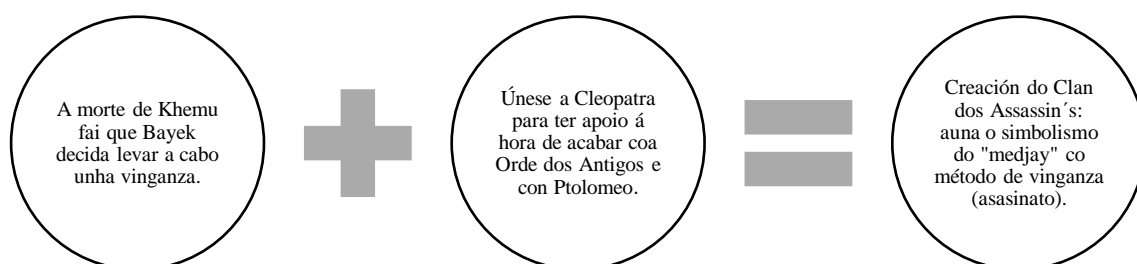 A morte de Khemu
fai que Bayek
decida levar a cabo
unha vinganza.
Únese a Cleopatra
para ter apoio á
hora de acabar coa
Orde dos Antigos e
con Ptolomeo.
Creación do Clan
dos Assassin´s:
auna o simbolismo
do "medjay" co
método de vinganza
(asasinato).